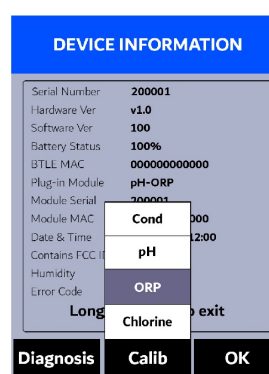 DEVICE INFORMATION
Serial Number 200001
Hardware Ver v1.0
Software Ver 100
Battery Status 100%
BTLE MAC 000000000000
Plug-in Module pH-ORP
Module Serial 200001
Module MAC 000
Date & Time 12:00
Contains FCC
Humidity
Error Code
Long exit
Cond
pH
ORP
Chlorine
Diagnosis Calib OK